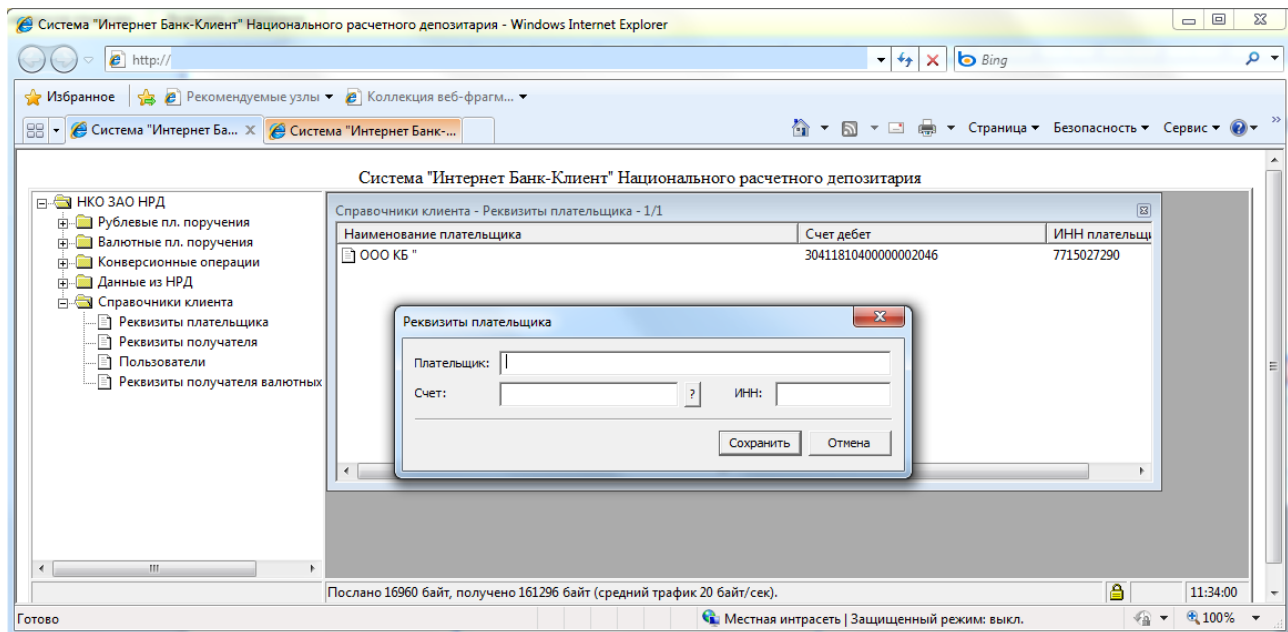 Система "Интернет Банк-Клиент" Национального расчетного депозитария - Windows Internet Explorer
http://
Bing
Избранное
Рекомендуемые узлы
Коллекция веб-фрагм...
Система "Интернет Ба...
Система "Интернет Банк-...
Страница
Безопасность
Сервис
Система "Интернет Банк-Клиент" Национального расчетного депозитария
НКО ЗАО НРД
Рублевые пл. поручения
Валютные пл. поручения
Конверсионные операции
Данные из НРД
Справочники клиента
Реквизиты плательщика
Реквизиты получателя
Пользователи
Реквизиты получателя валютных
Справочники клиента - Реквизиты плательщика - 1/1
Наименование плательщика Счет дебет ИНН плательщи
ООО КБ " 30411810400000002046 7715027290
Реквизиты плательщика
Плательщик:
Счет: ? ИНН:
Сохранить Отмена
Послано 16960 байт, получено 161296 байт (средний трафик 20 байт/сек).
11:34:00
Готово
Местная интрасеть | Защищенный режим: выкл.
100%